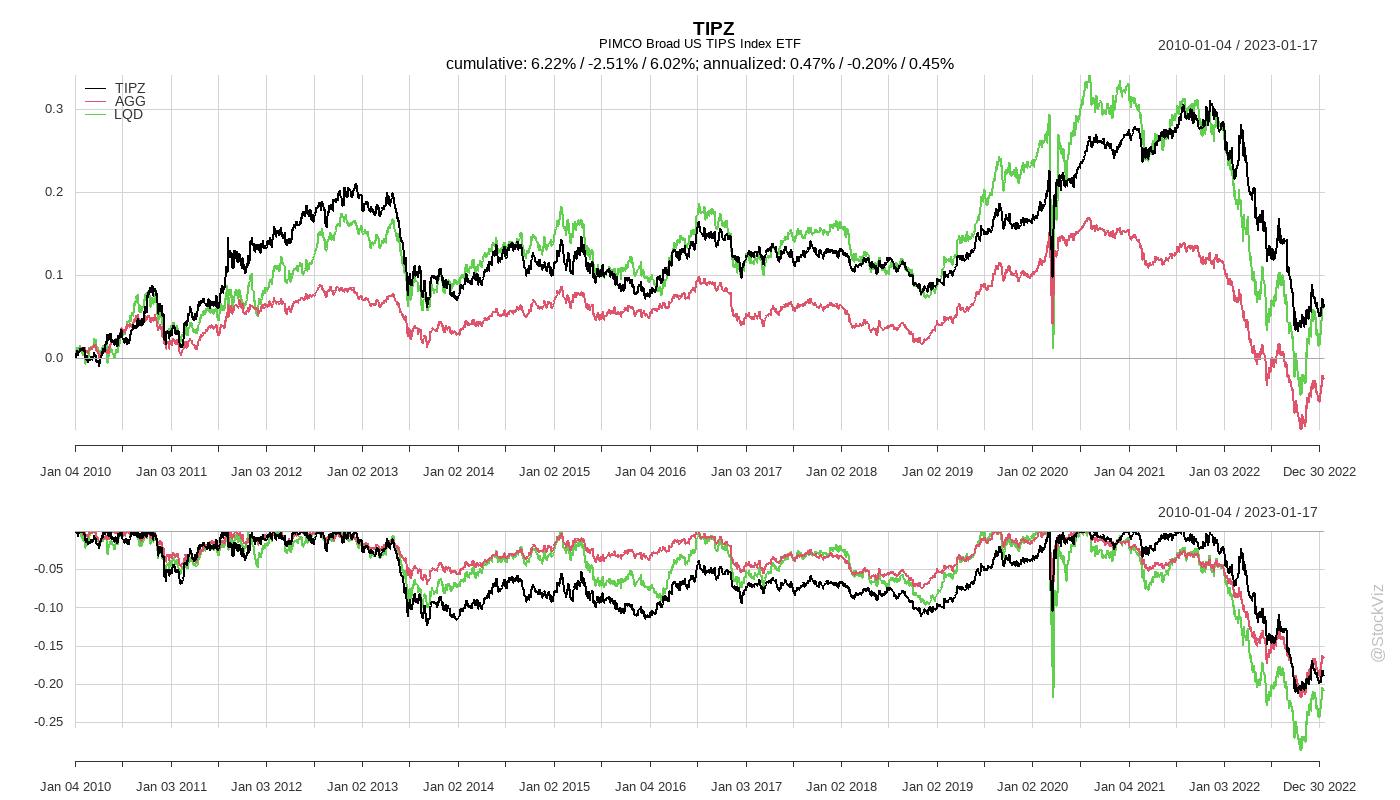 TIPZ
PIMCO Broad US TIPS Index ETF
2010-01-04 / 2023-01-17
cumulative: 6.22% / -2.51% / 6.02%; annualized: 0.47% / -0.20% / 0.45%
TIPZ
AGG
LQD
0.3
0.2
0.1
0.0
Jan 04 2010 Jan 03 2011 Jan 03 2012 Jan 02 2013 Jan 02 2014 Jan 02 2015 Jan 04 2016 Jan 03 2017 Jan 02 2018 Jan 02 2019 Jan 02 2020 Jan 04 2021 Jan 03 2022 Dec 30 2022
2010-01-04 / 2023-01-17
-0.05
-0.10
-0.15
-0.20
-0.25
Jan 04 2010 Jan 03 2011 Jan 03 2012 Jan 02 2013 Jan 02 2014 Jan 02 2015 Jan 04 2016 Jan 03 2017 Jan 02 2018 Jan 02 2019 Jan 02 2020 Jan 04 2021 Jan 03 2022 Dec 30 2022
@StockViz